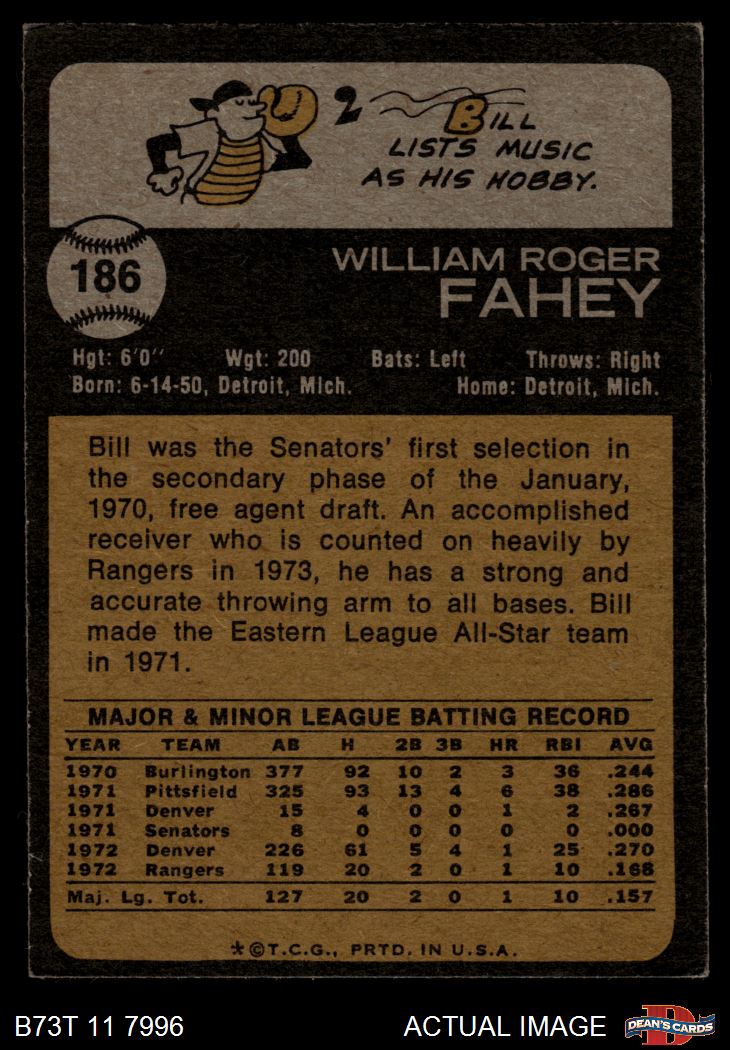 2 BILL
LISTS MUSIC
AS HIS HOBBY.
186
WILLIAM ROGER
FAHEY
Hgt: 6'0" Wgt: 200 Bats: Left Throws: Right
Born: 6-14-50, Detroit, Mich. Home: Detroit, Mich.
Bill was the Senators' first selection in
the secondary phase of the January,
1970, free agent draft. An accomplished
receiver who is counted on heavily by
Rangers in 1973, he has a strong and
accurate throwing arm to all bases. Bill
made the Eastern League All-Star team
in 1971.
MAJOR & MINOR LEAGUE BATTING RECORD
YEAR TEAM AB H 2B 3B HR RBI AVG
1970 Burlington 377 92 10 2 3 36 .244
1971 Pittsfield 325 93 13 4 6 38 .286
1971 Denver 15 4 0 0 1 2 .267
1971 Senators 8 0 0 0 0 0 .000
1972 Denver 226 61 5 4 1 25 .270
1972 Rangers 119 20 2 0 1 10 .168
Maj. Lg. Tot. 127 20 2 0 1 10 .157
*©T.C.G., PRTD. IN U.S.A.
B73T 11 7996 ACTUAL IMAGE D DEAN'S CARDS